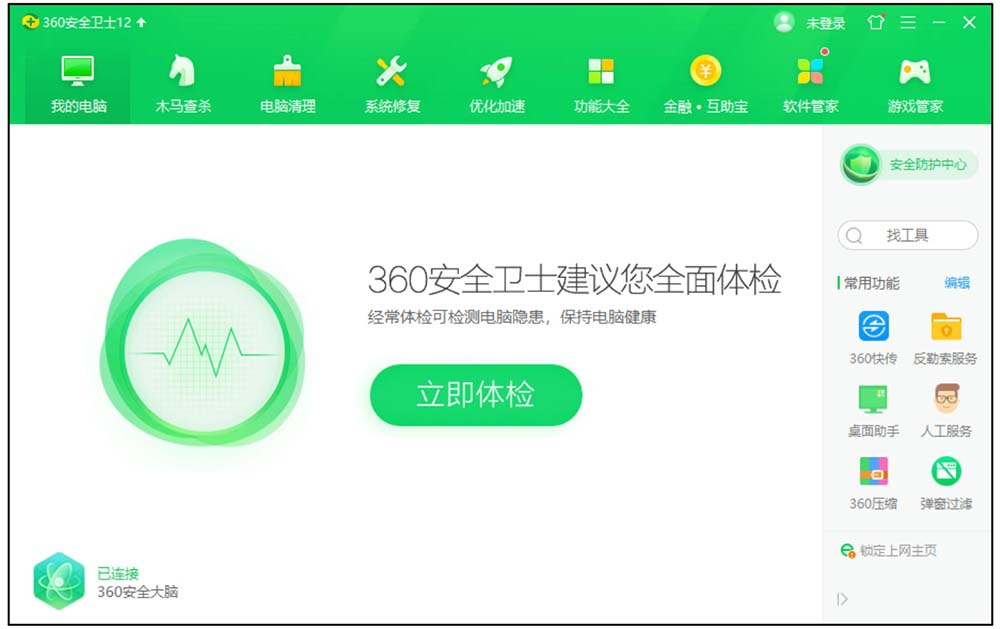 360安全卫士12
未登录
我的电脑
木马查杀
电脑清理
系统修复
优化加速
功能大全
金融•互助宝
软件管家
游戏管家
安全防护中心
找工具
常用功能
编辑
360快传
反勒索服务
桌面助手
人工服务
360压缩
弹窗过滤
锁定上网主页
360安全卫士建议您全面体检
经常体检可检测电脑隐患，保持电脑健康
立即体检
已连接
360安全大脑